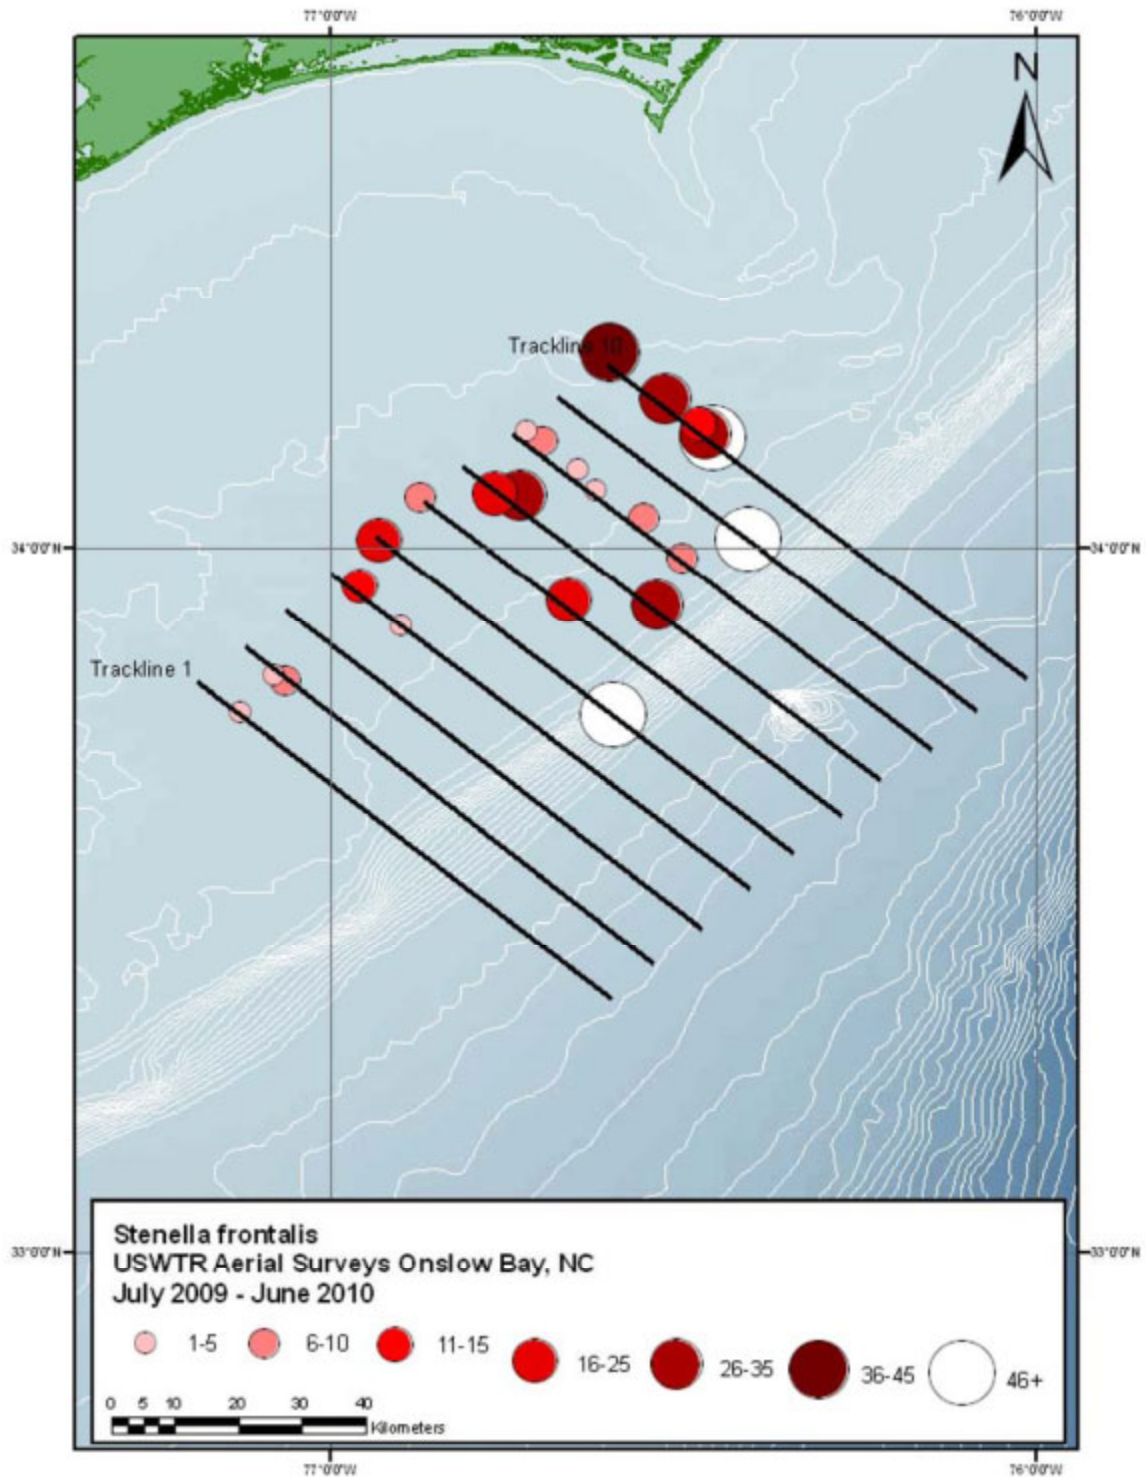 77°0'0"W 76°0'0"W
N
Trackline 10
34°0'0"N 34°0'0"N
Trackline 1
33°0'0"N 33°0'0"N
Stenella frontalis
USWTR Aerial Surveys Onslow Bay, NC
July 2009 - June 2010
1-5 6-10 11-15 16-25 26-35 36-45 46+
0 5 10 20 30 40
Kilometers
77°0'0"W 76°0'0"W